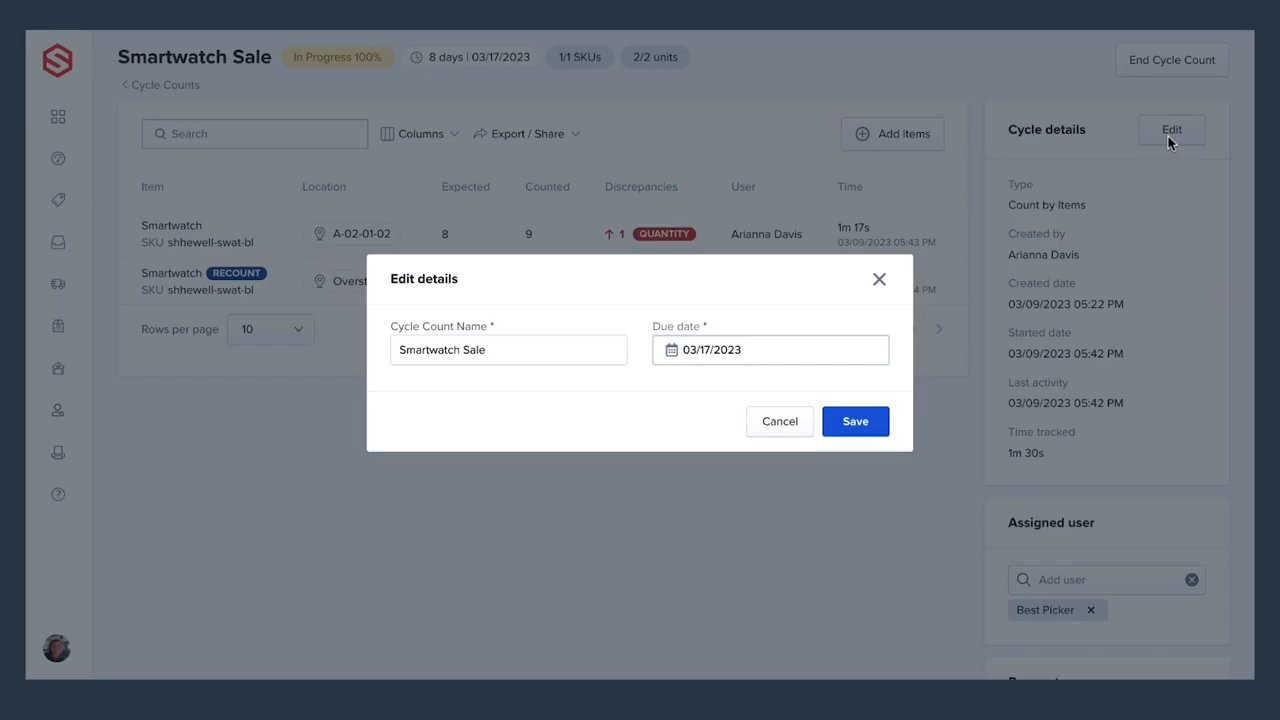 Smartwatch Sale
In Progress 100%
8 days | 03/17/2023
1/1 SKUs
2/2 units
End Cycle Count
Cycle Counts
Search
Columns
Export / Share
Add items
Item Location Expected Counted Discrepancies User Time
Smartwatch
SKU shhewell-swat-bl
A-02-01-02
8
9
1 QUANTITY
Arianna Davis
1m 17s
03/09/2023 05:43 PM
Smartwatch RECOUNT
SKU shhewell-swat-bl
PM
Rows per page 10
Edit details
Cycle Count Name *
Smartwatch Sale
Due date *
03/17/2023
Cancel
Save
Cycle details
Edit
Type
Count by items
Created by
Arianna Davis
Created date
03/09/2023 05:22 PM
Started date
03/09/2023 05:42 PM
Last activity
03/09/2023 05:42 PM
Time tracked
1m 30s
Assigned user
Add user
Best Picker